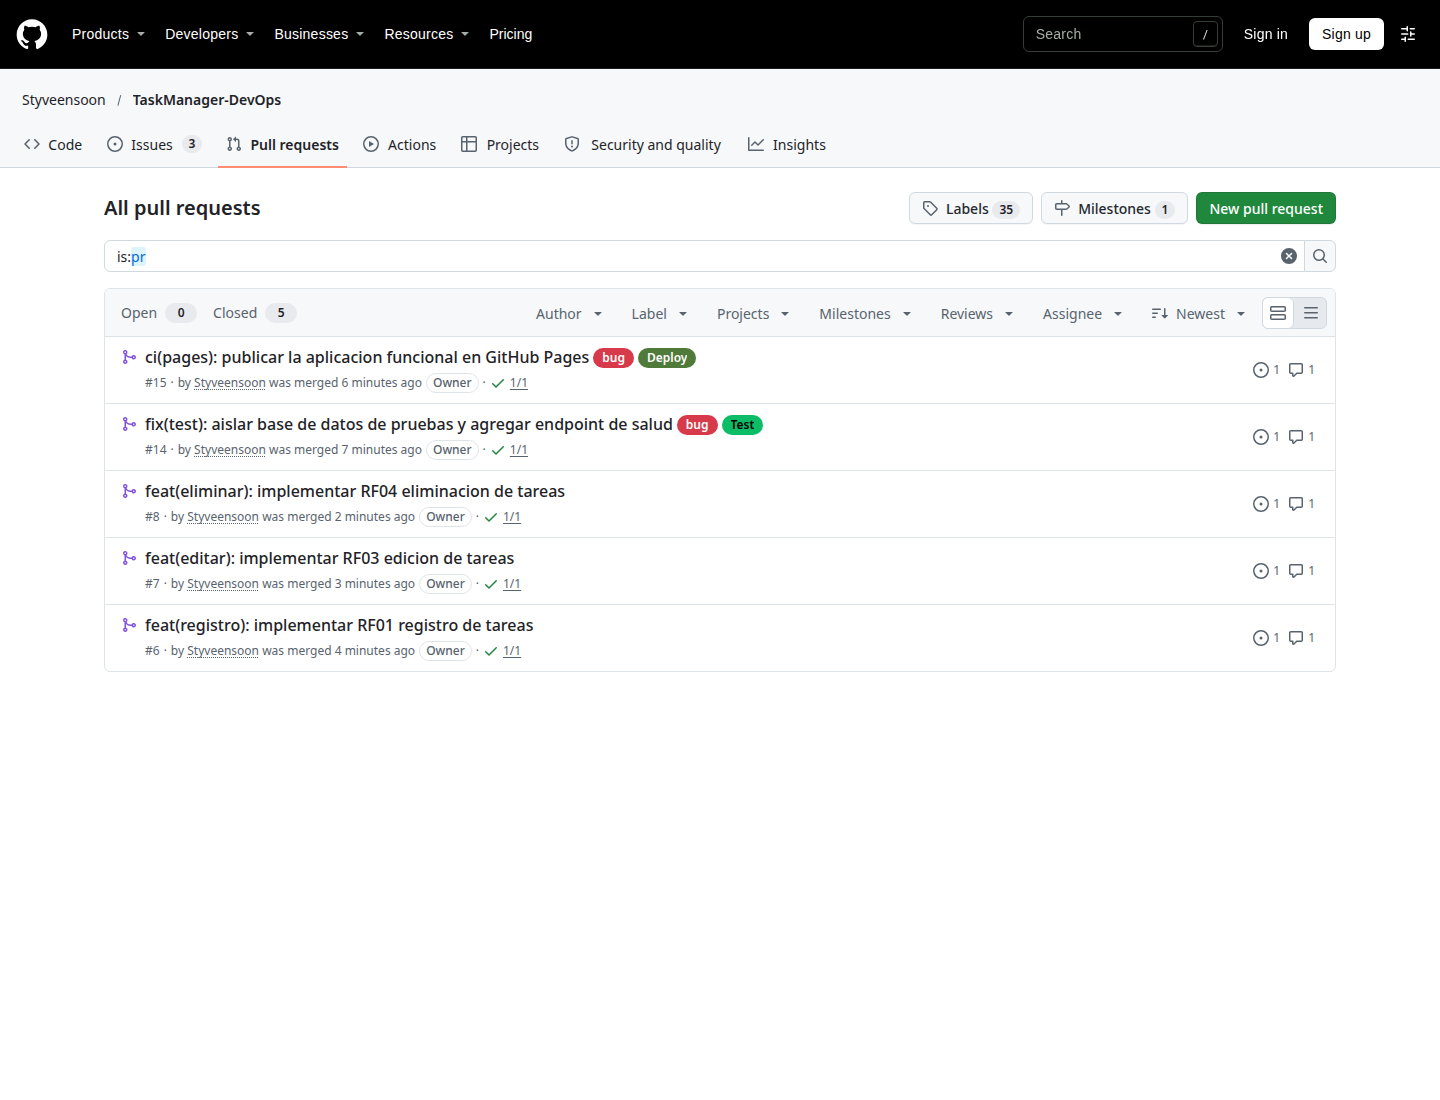 Products Developers Businesses Resources Pricing Search / Sign in Sign up
Styveensoon / TaskManager-DevOps
Code Issues 3 Pull requests Actions Projects Security and quality Insights
All pull requests Labels 35 Milestones 1 New pull request
is:pr
Open 0 Closed 5 Author Label Projects Milestones Reviews Assignee Newest
ci(pages): publicar la aplicacion funcional en GitHub Pages bug Deploy
#15 · by Styveensoon was merged 6 minutes ago Owner · 1/1 1 1
fix(test): aislar base de datos de pruebas y agregar endpoint de salud bug Test
#14 · by Styveensoon was merged 7 minutes ago Owner · 1/1 1 1
feat(eliminar): implementar RF04 eliminacion de tareas
#8 · by Styveensoon was merged 2 minutes ago Owner · 1/1 1 1
feat(editar): implementar RF03 edicion de tareas
#7 · by Styveensoon was merged 3 minutes ago Owner · 1/1 1 1
feat(registro): implementar RF01 registro de tareas
#6 · by Styveensoon was merged 4 minutes ago Owner · 1/1 1 1